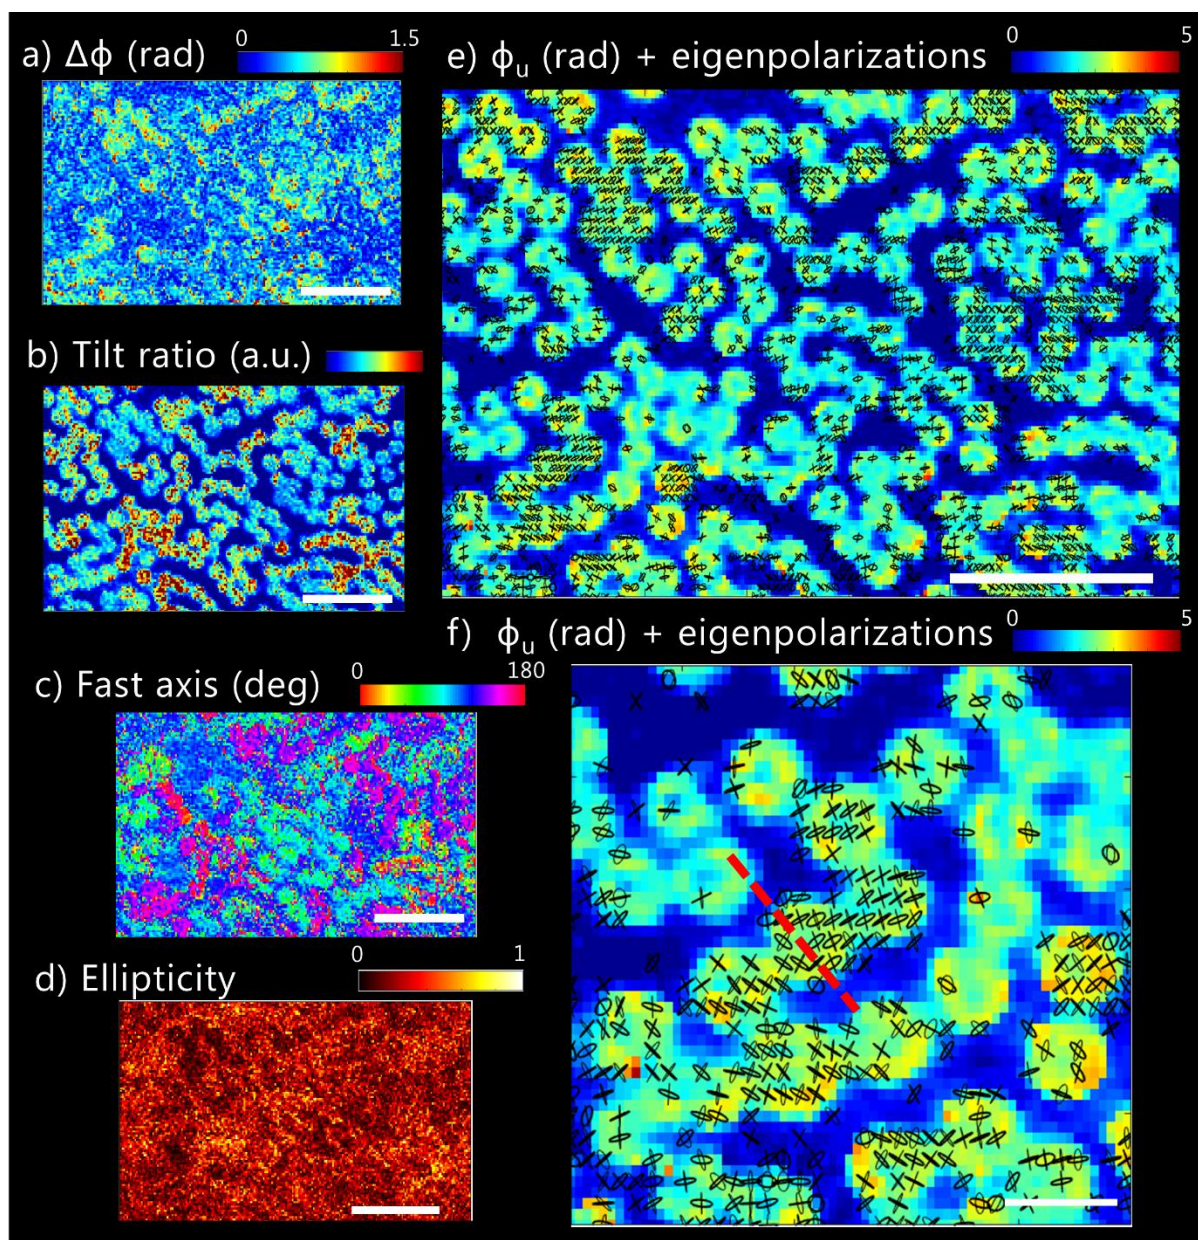 a) Δϕ (rad)
0
1.5
b) Tilt ratio (a.u.)
c) Fast axis (deg)
0
180
d) Ellipticity
0
1
e) ϕu (rad) + eigenpolarizations
0
5
f) ϕu (rad) + eigenpolarizations
0
5